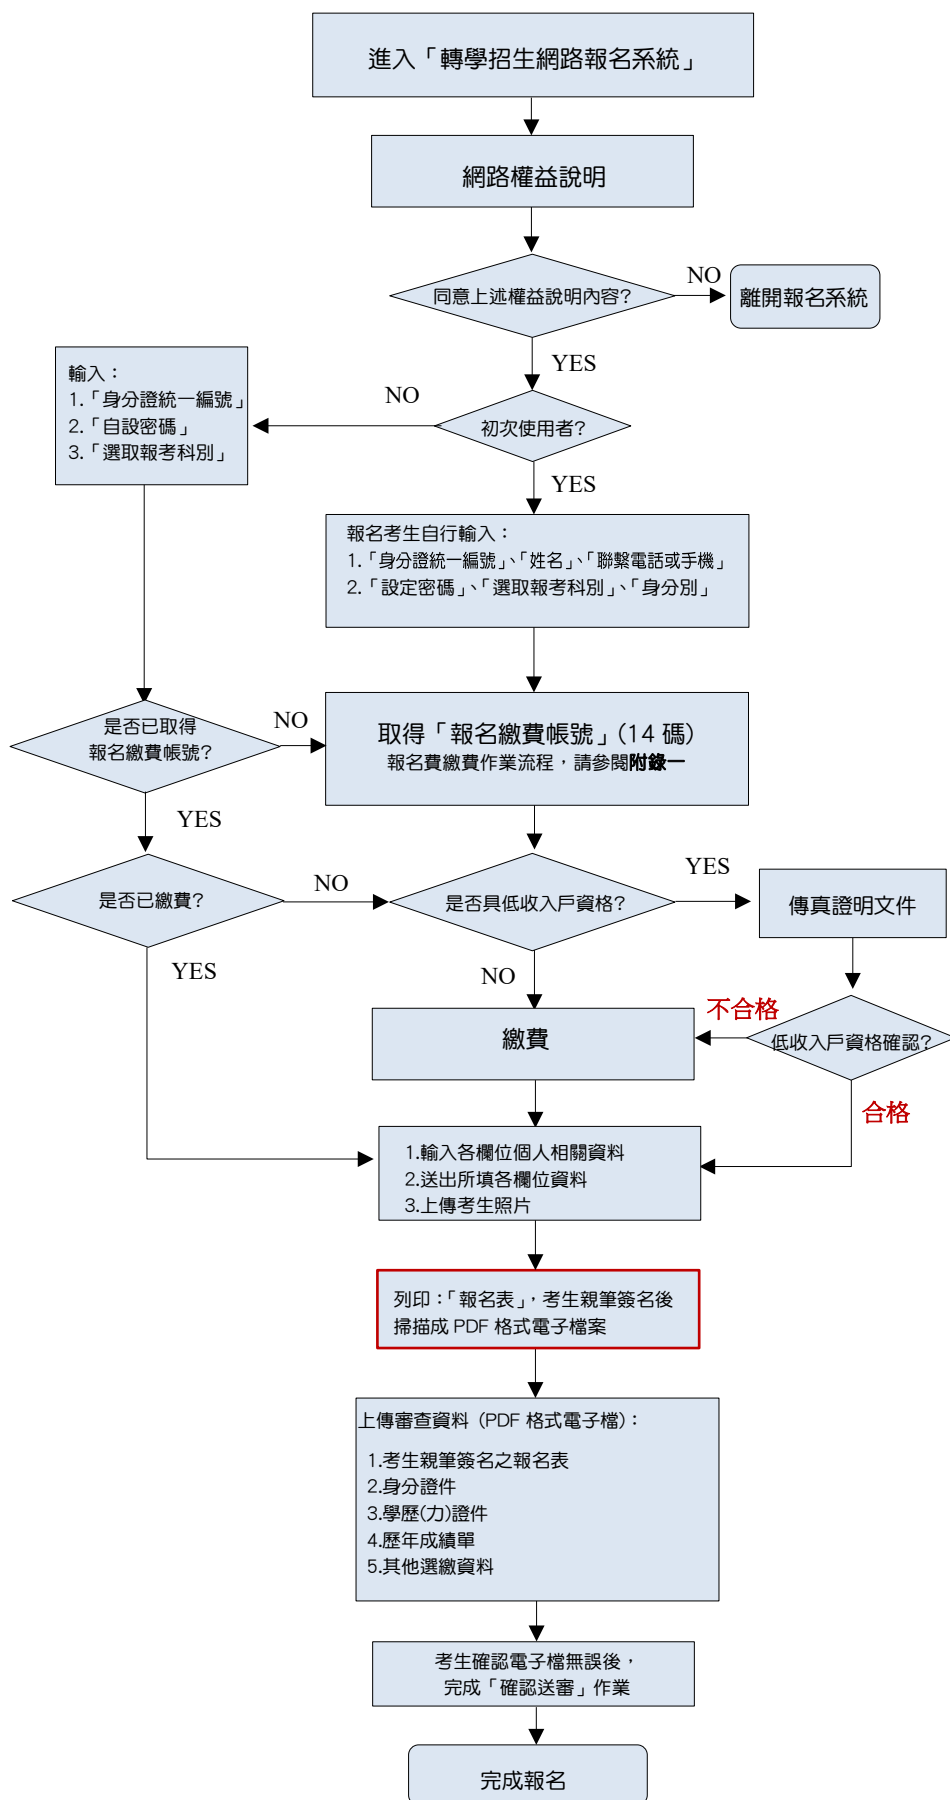 進入「轉學招生網路報名系統」
網路權益說明
同意上述權益說明內容?
NO
離開報名系統
YES
初次使用者?
NO
輸入：
1.「身分證統一編號」
2.「自設密碼」
3.「選取報考科別」
YES
報名考生自行輸入：
1.「身分證統一編號」、「姓名」、「聯繫電話或手機」
2.「設定密碼」、「選取報考科別」、「身分別」
是否已取得
報名繳費帳號?
NO
取得「報名繳費帳號」(14 碼)
報名費繳費作業流程，請參閱附錄一
YES
是否已繳費?
NO
是否具低收入戶資格?
YES
傳真證明文件
YES
NO
繳費
不合格
低收入戶資格確認?
合格
1.輸入各欄位個人相關資料
2.送出所填各欄位資料
3.上傳考生照片
列印：「報名表」，考生親筆簽名後
掃描成 PDF 格式電子檔案
上傳審查資料 (PDF 格式電子檔)：
1.考生親筆簽名之報名表
2.身分證件
3.學歷(力)證件
4.歷年成績單
5.其他選繳資料
考生確認電子檔無誤後，
完成「確認送審」作業
完成報名